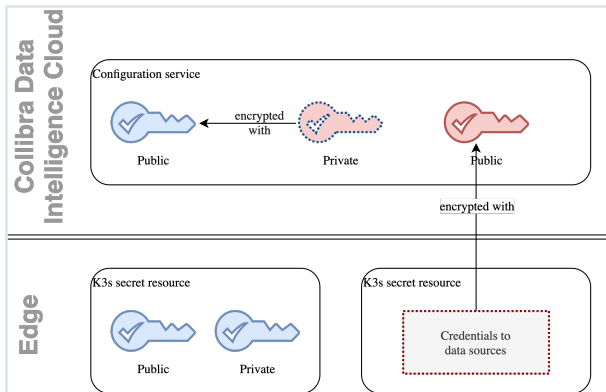 Collibra Data
Intelligence Cloud
Configuration service
encrypted
with
Public
Private
Public
encrypted with
Edge
K3s secret resource
K3s secret resource
Public
Private
Credentials to
data sources